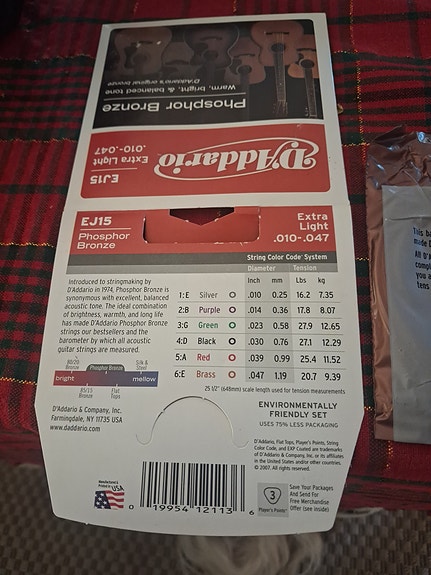 Phosphor Bronze
Warm, bright, & balanced tone
D'Addario's original bronze
D'Addario
EJ15
Extra Light
.010-.047
EJ15
Phosphor
Bronze
Extra
Light
.010-.047
String Color Code System
Diameter Tension
Inch mm Lbs kg
1:E Silver .010 0.25 16.2 7.35
2:B Purple .014 0.36 17.8 8.07
3:G Green .023 0.58 27.9 12.65
4:D Black .030 0.76 27.1 12.29
5:A Red .039 0.99 25.4 11.52
6:E Brass .047 1.19 20.7 9.39
25 1/2" (648mm) scale length used for tension measurements
Introduced to stringmaking by
D'Addario in 1974, Phosphor Bronze is
synonymous with excellent, balanced
acoustic tone. The ideal combination
of brightness, warmth, and long life
has made D'Addario Phosphor Bronze
strings our bestsellers and the
barometer by which all acoustic
guitar strings are measured.
80/20
Bronze
Phosphor Bronze
Silk &
Steel
bright mellow
85/15
Bronze
Flat
Tops
D'Addario & Company, Inc.
Farmingdale, NY 11735 USA
www.daddario.com
ENVIRONMENTALLY
FRIENDLY SET
USES 75% LESS PACKAGING
D'Addario, Flat Tops, Player's Points, String
Color Code, and EXP Coated are trademarks
of D'Addario & Company, Inc. or its affiliates
in the United States and/or other countries.
© 2007. All rights reserved.
Manufactured & Printed in USA
0 19954 12113 6
3
Player's Points
Save Your Packages
And Send For
Free Merchandise
Offer (see inside)
This ba
made D
All D'A
comple
you a
and t